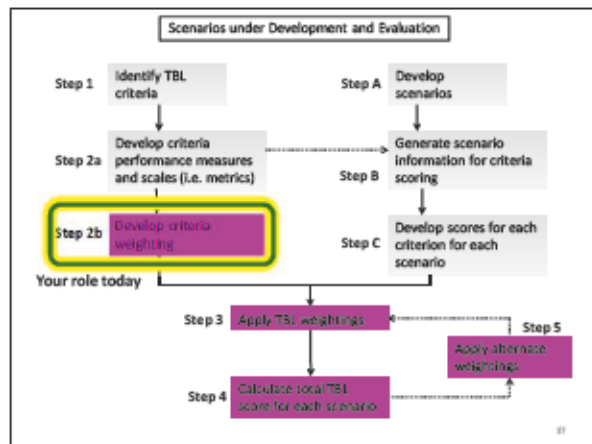 Scenarios under Development and Evaluation
Step 1
Identify TBL
criteria
Step A
Develop
scenarios
Step 2a
Develop criteria
performance measures
and scales (i.e. metrics)
Step B
Generate scenario
information for criteria
scoring
Step 2b
Develop criteria
weighting
Step C
Develop scores for each
criterion for each
scenario
Your role today
Step 3
Apply TBL weightings
Step 5
Apply alternate
weightings
Step 4
Calculate total TBL
score for each scenario
37